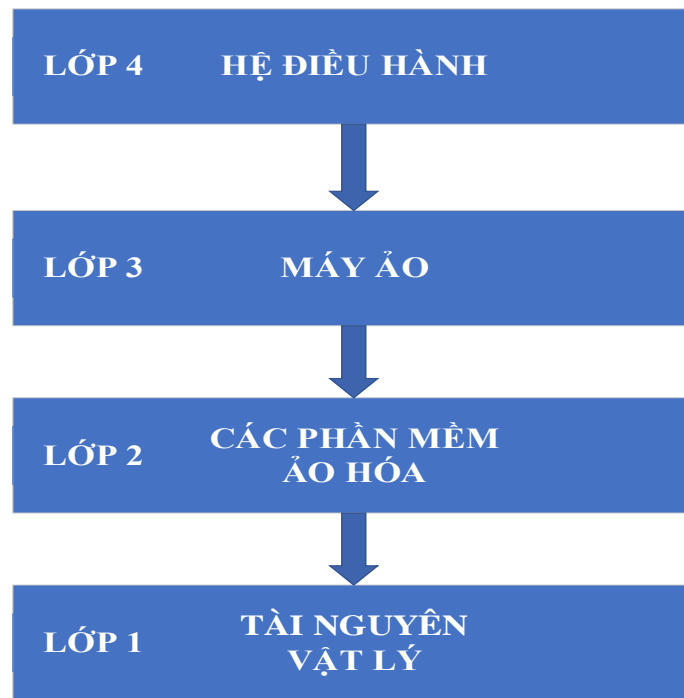 LỚP 4 HỆ ĐIỀU HÀNH
LỚP 3 MÁY ẢO
LỚP 2 CÁC PHẦN MỀM
ẢO HÓA
LỚP 1 TÀI NGUYÊN
VẬT LÝ